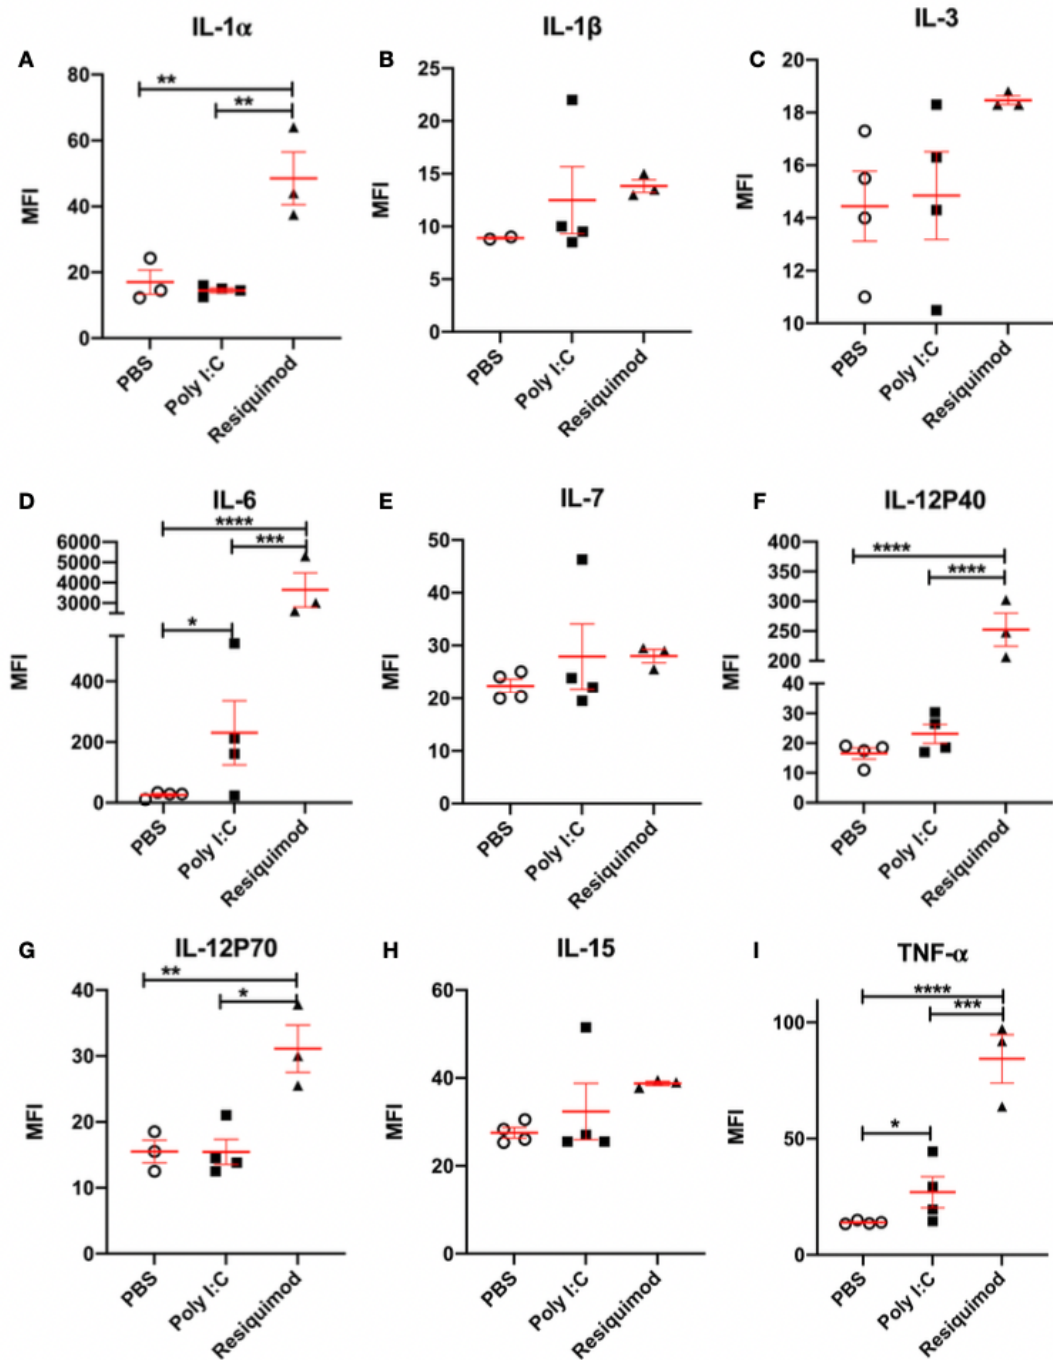 IL-1α
IL-1β
IL-3
A
B
C
80
60
40
20
0
MFI
**
**
PBS
Poly I:C
Resiquimod
25
20
15
10
5
0
MFI
PBS
Poly I:C
Resiquimod
20
18
16
14
12
10
MFI
PBS
Poly I:C
Resiquimod
D
IL-6
E
IL-7
F
IL-12P40
****
***
*
6000
5000
4000
3000
400
200
0
MFI
PBS
Poly I:C
Resiquimod
50
40
30
20
10
0
MFI
PBS
Poly I:C
Resiquimod
****
****
400
350
300
250
200
40
30
20
10
0
MFI
PBS
Poly I:C
Resiquimod
G
IL-12P70
H
IL-15
I
TNF-α
**
*
40
30
20
10
0
MFI
PBS
Poly I:C
Resiquimod
60
40
20
0
MFI
PBS
Poly I:C
Resiquimod
****
***
*
100
50
0
MFI
PBS
Poly I:C
Resiquimod